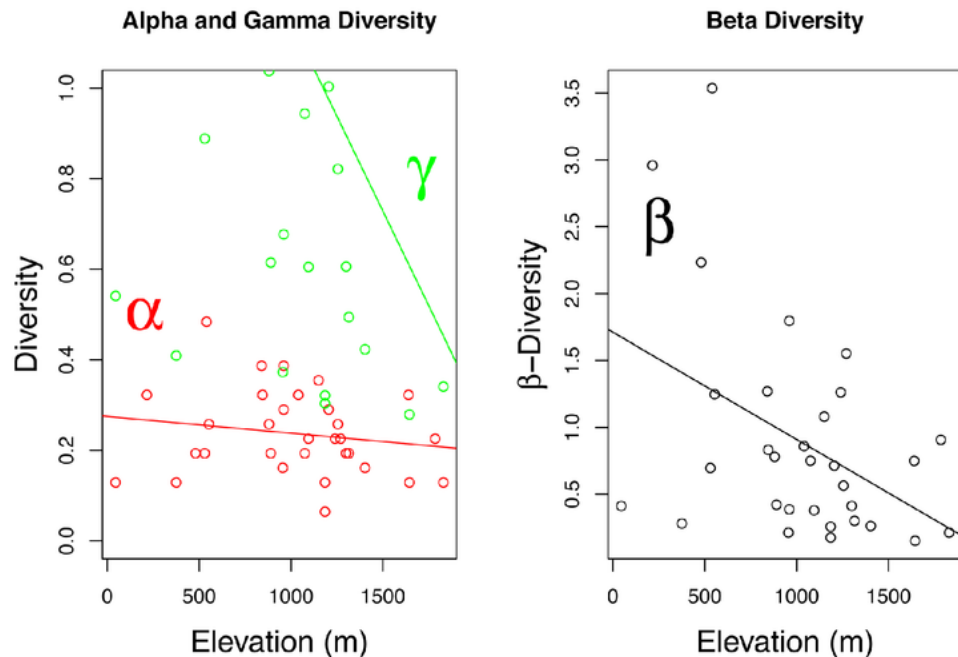 Alpha and Gamma Diversity
Diversity
1.0
0.8
0.6
0.4
0.2
0.0
α
γ
0 500 1000 1500
Elevation (m)
Beta Diversity
β−Diversity
3.5
3.0
2.5
2.0
1.5
1.0
0.5
β
0 500 1000 1500
Elevation (m)